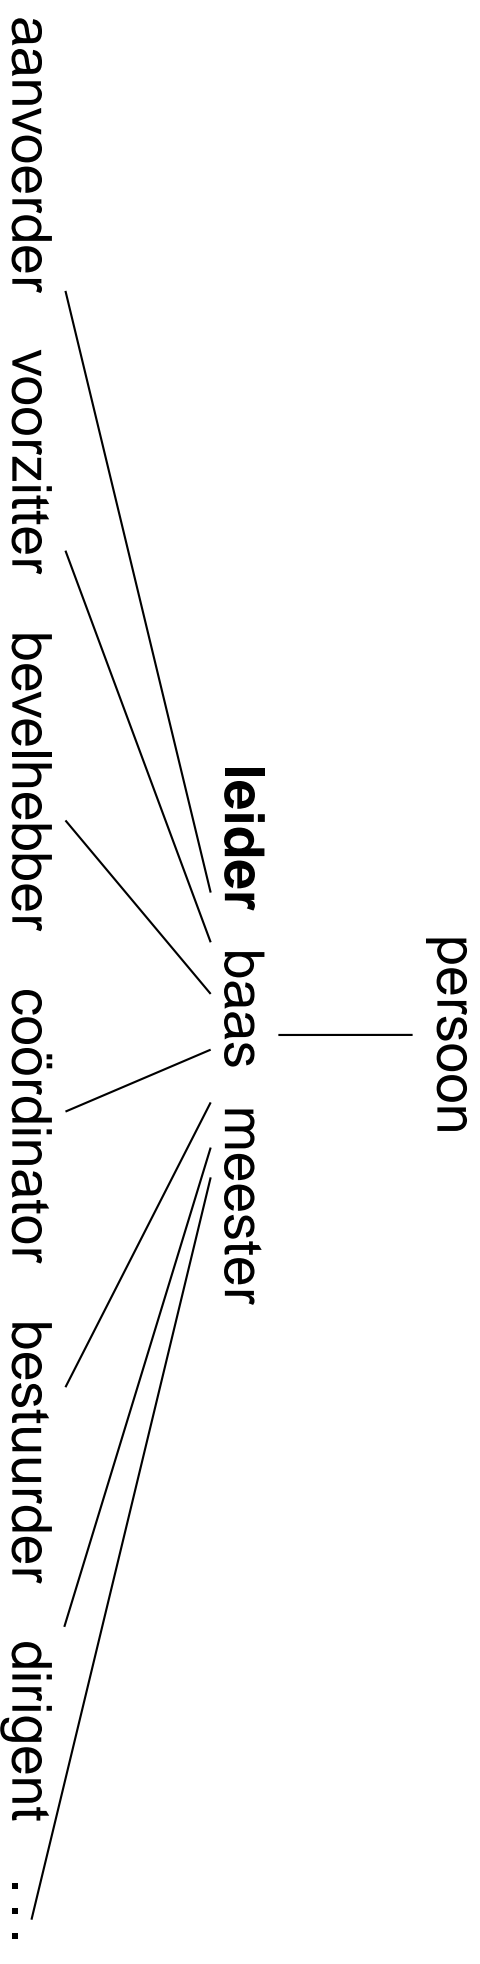 persoon
leider baas meester
aanvoerder voorzitter bevelhebber coördinator bestuurder dirigent ...